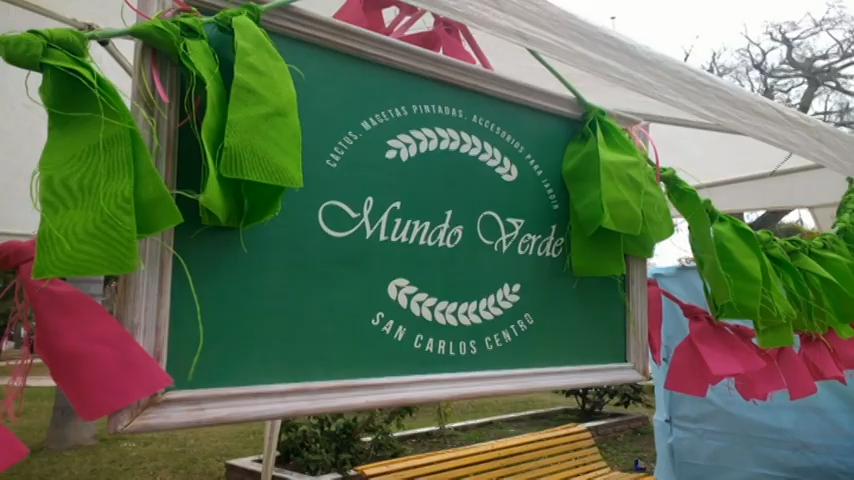 CACTUS, MACETAS PINTADAS, ACCESORIOS PARA JARDIN
Mundo Verde
SAN CARLOS CENTRO